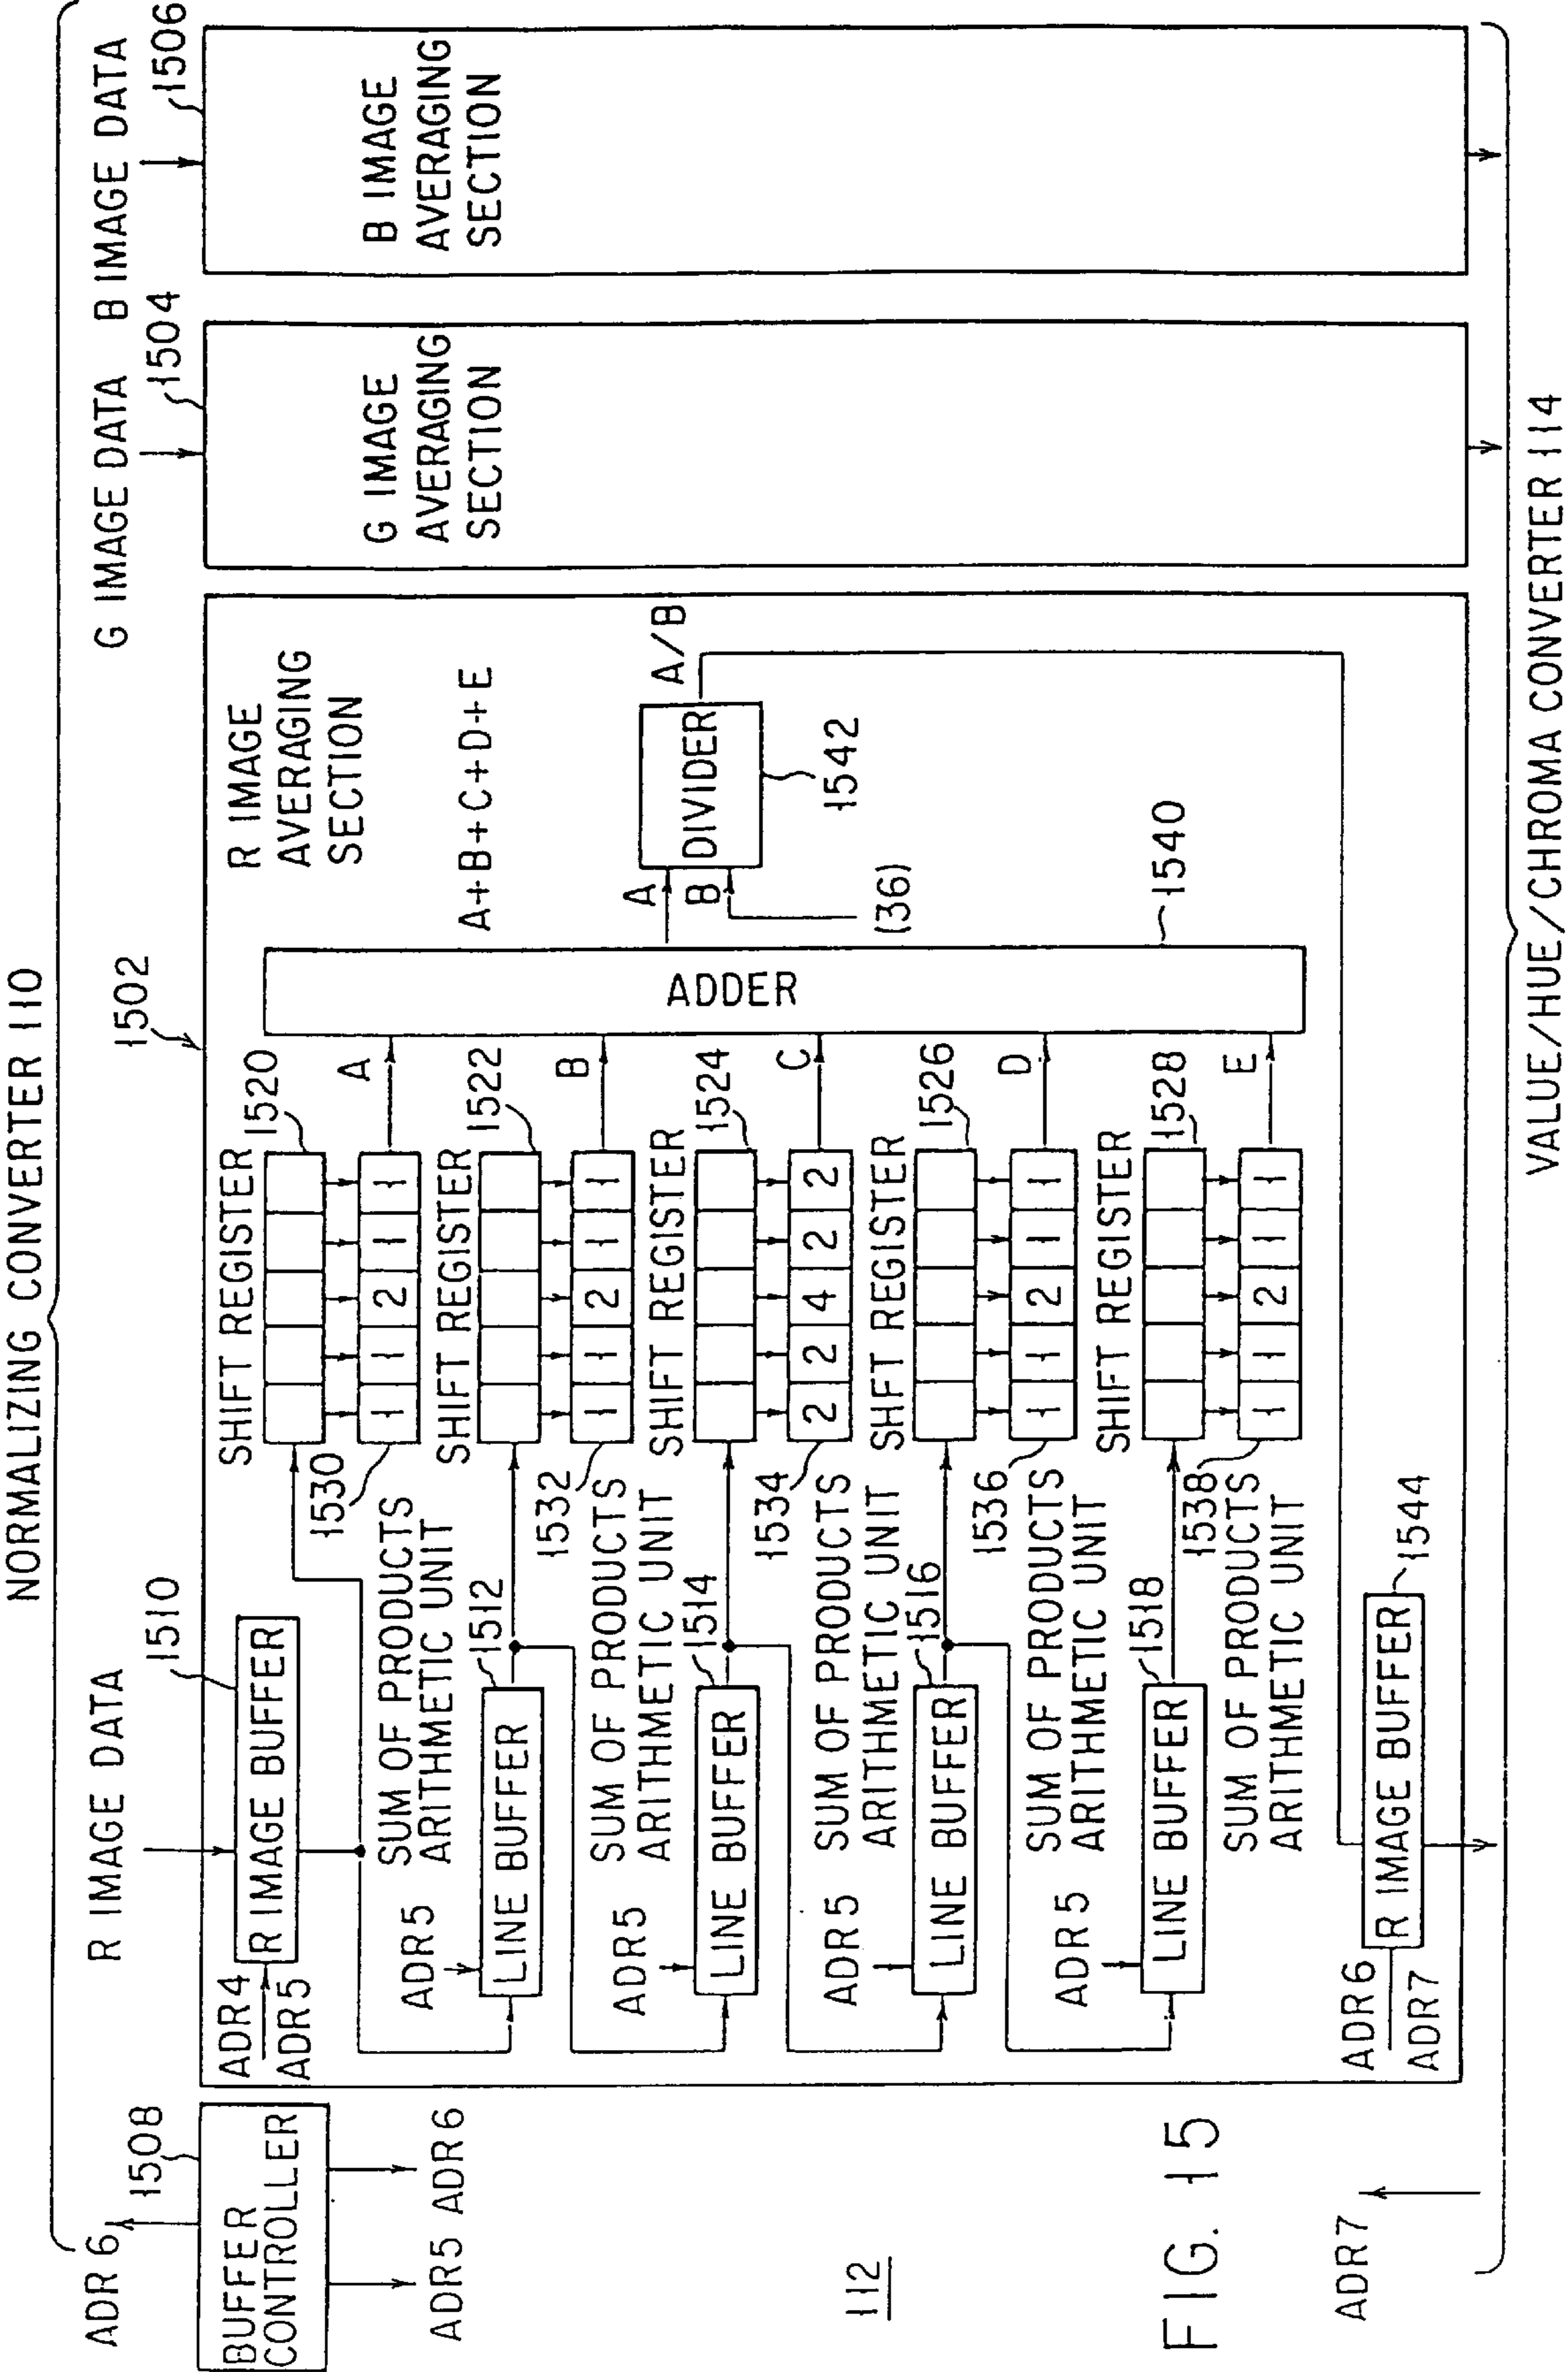 NORMALIZING CONVERTER 110
ADR 6
R IMAGE DATA
G IMAGE DATA
B IMAGE DATA
1508
BUFFER
CONTROLLER
ADR5
ADR6
1502
1504
1506
R IMAGE
AVERAGING
SECTION
G IMAGE
AVERAGING
SECTION
B IMAGE
AVERAGING
SECTION
ADR4
ADR5
R IMAGE BUFFER
1510
SHIFT REGISTER
1520
1530
1 1 2 1 1
A
SUM OF PRODUCTS
ARITHMETIC UNIT
ADR5
LINE BUFFER
1512
SHIFT REGISTER
1522
1532
1 1 2 1 1
B
SUM OF PRODUCTS
ARITHMETIC UNIT
ADR5
LINE BUFFER
1514
SHIFT REGISTER
1524
1534
2 2 4 2 2
C
SUM OF PRODUCTS
ARITHMETIC UNIT
ADR5
LINE BUFFER
1516
SHIFT REGISTER
1526
1536
1 1 2 1 1
D
SUM OF PRODUCTS
ARITHMETIC UNIT
ADR5
LINE BUFFER
1518
SHIFT REGISTER
1528
1538
1 1 2 1 1
E
SUM OF PRODUCTS
ARITHMETIC UNIT
ADDER
1540
A+B+C+D+E
A
B
(36)
DIVIDER
1542
A/B
ADR6
ADR7
R IMAGE BUFFER
1544
112
FIG. 15
ADR7
VALUE/HUE/CHROMA CONVERTER 114